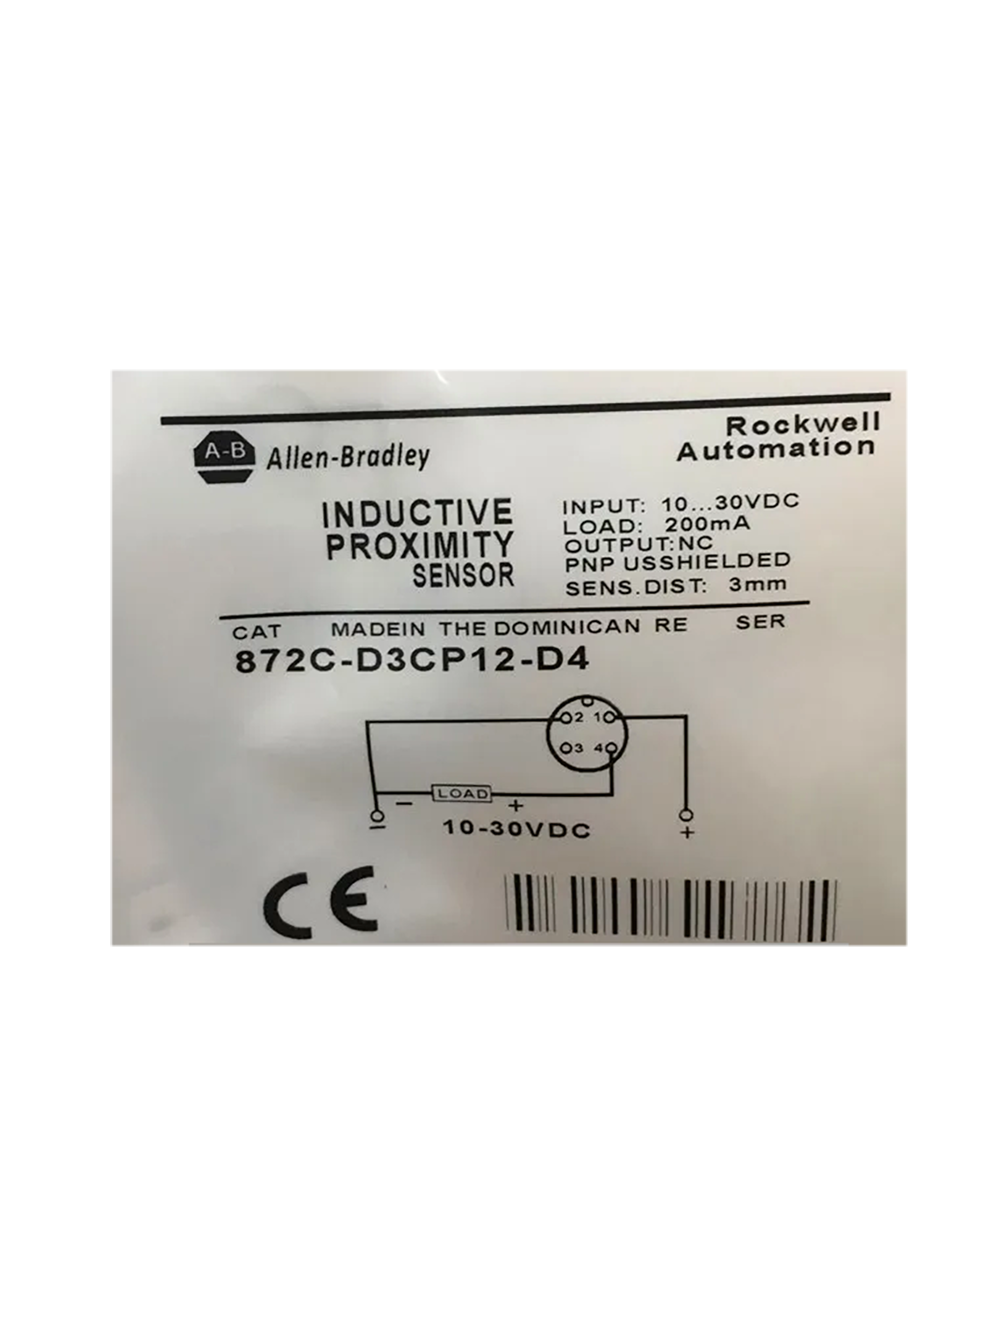 Rockwell
Automation
A-B Allen-Bradley
INDUCTIVE
PROXIMITY
SENSOR
INPUT: 10...30VDC
LOAD: 200mA
OUTPUT:NC
PNP USSHIELDED
SENS.DIST: 3mm
CAT MADEIN THE DOMINICAN RE SER
872C-D3CP12-D4
2 1
3 4
LOAD
− +
10-30VDC
− +
CE